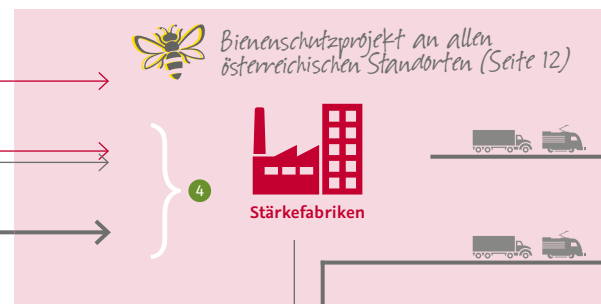 Bienenschutzprojekt an allen
österreichischen Standorten (Seite 12)
4
Stärkefabriken